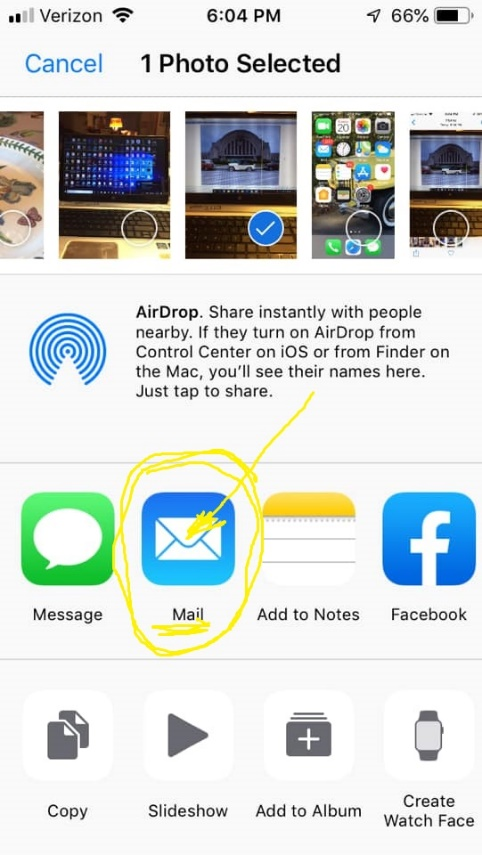 Verizon 6:04 PM 66%
Cancel 1 Photo Selected
AirDrop. Share instantly with people
nearby. If they turn on AirDrop from
Control Center on iOS or from Finder on
the Mac, you'll see their names here.
Just tap to share.
Message Mail Add to Notes Facebook
Copy Slideshow Add to Album Create
Watch Face